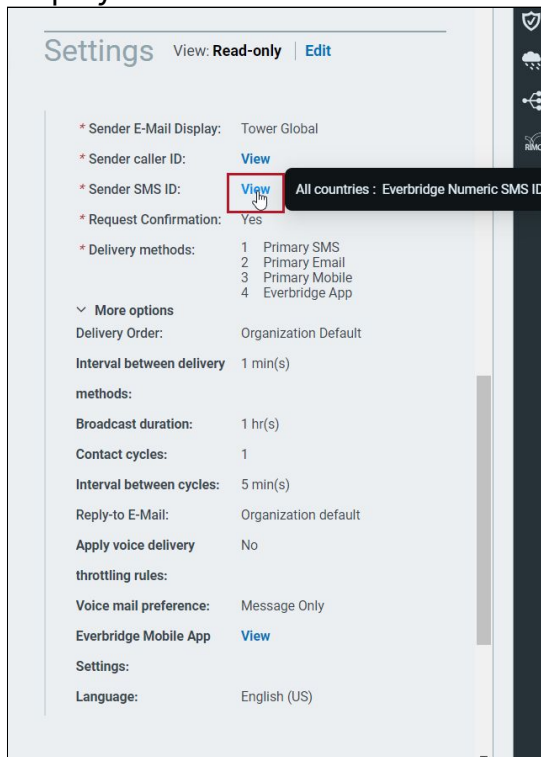 Settings View: Read-only | Edit
* Sender E-Mail Display: Tower Global
* Sender caller ID: View
* Sender SMS ID: View All countries : Everbridge Numeric SMS ID
* Request Confirmation: Yes
* Delivery methods: 1 Primary SMS
2 Primary Email
3 Primary Mobile
4 Everbridge App
More options
Delivery Order: Organization Default
Interval between delivery 1 min(s)
methods:
Broadcast duration: 1 hr(s)
Contact cycles: 1
Interval between cycles: 5 min(s)
Reply-to E-Mail: Organization default
Apply voice delivery No
throttling rules:
Voice mail preference: Message Only
Everbridge Mobile App View
Settings:
Language: English (US)